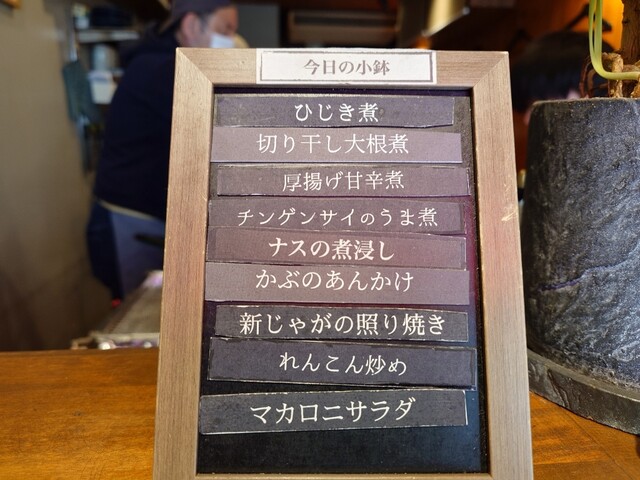 今日の小鉢
ひじき煮
切り干し大根煮
厚揚げ甘辛煮
チンゲンサイのうま煮
ナスの煮浸し
かぶのあんかけ
新じゃがの照り焼き
れんこん炒め
マカロニサラダ